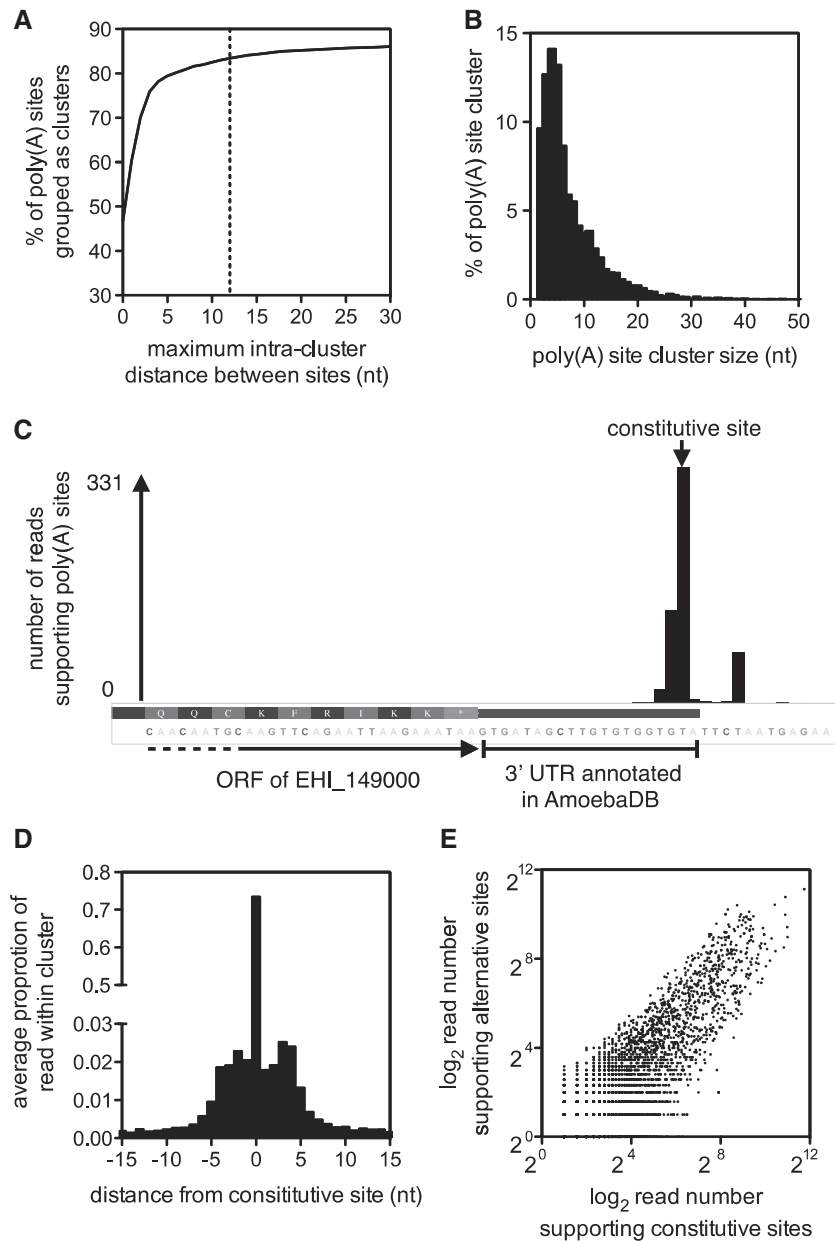 A
% of poly(A) sites
grouped as clusters
90
80
70
60
50
40
30
0 5 10 15 20 25 30
maximum intra-cluster
distance between sites (nt)
B
% of poly(A) site cluster
15
10
5
0
0 10 20 30 40 50
poly(A) site cluster size (nt)
C
number of reads
supporting poly(A) sites
331
0
constitutive site
Q Q C K F R I K K *
CAACAATGCAAGTTCAGAATTAAGAAATAAGTGATAGCTTGTGTGGTGTATTCTAATGAGAA
ORF of EHI_149000
3' UTR annotated
in AmoebaDB
D
average proprotion of
read within cluster
0.8
0.7
0.6
0.5
0.03
0.02
0.01
0.00
-15 -10 -5 0 5 10 15
distance from consititutive site (nt)
E
log2 read number
supporting alternative sites
2^12
2^8
2^4
2^0
2^0 2^4 2^8 2^12
log2 read number
supporting constitutive sites